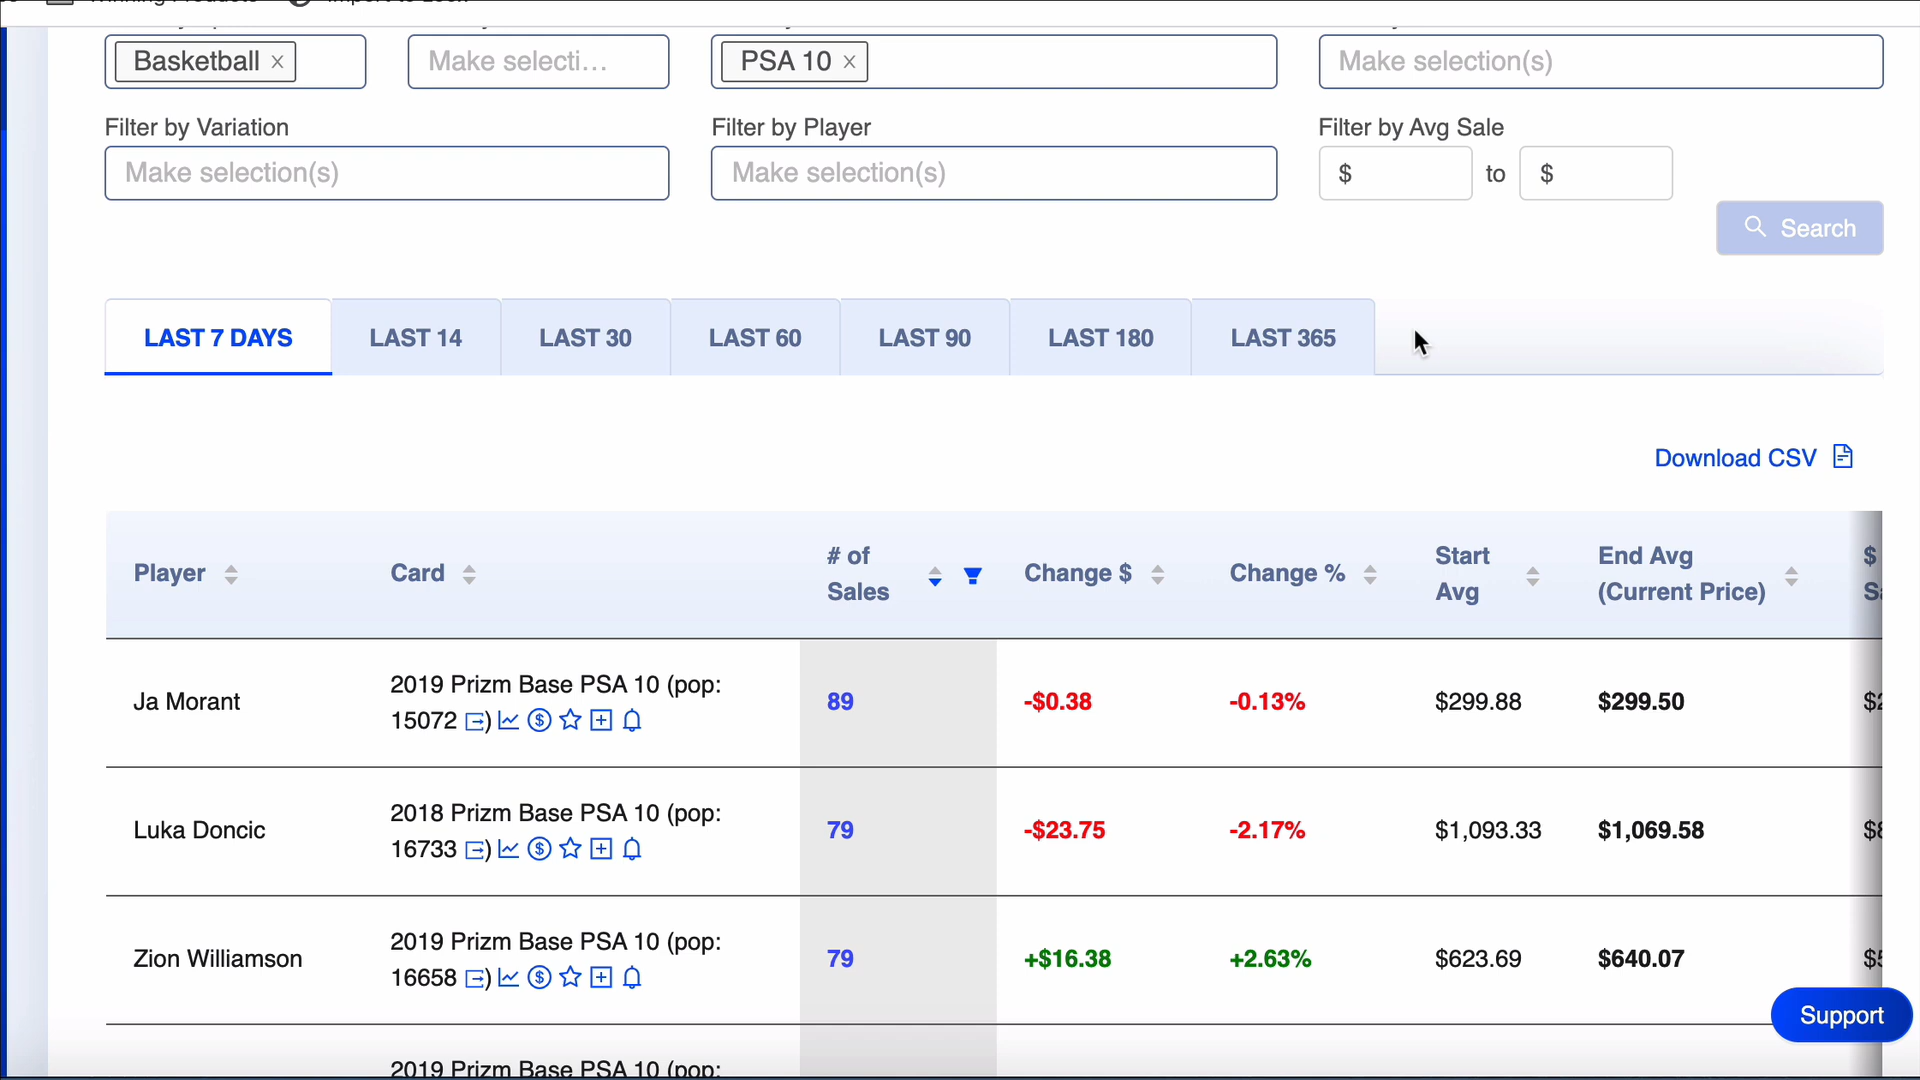 Basketball ×
Make selecti...
PSA 10 ×
Make selection(s)
Filter by Variation
Filter by Player
Filter by Avg Sale
Make selection(s)
Make selection(s)
$ to $
Search
LAST 7 DAYS
LAST 14
LAST 30
LAST 60
LAST 90
LAST 180
LAST 365
Download CSV
Player
Card
# of
Sales
Change $
Change %
Start
Avg
End Avg
(Current Price)
$
Ja Morant
2019 Prizm Base PSA 10 (pop:
15072 )
89
-$0.38
-0.13%
$299.88
$299.50
Luka Doncic
2018 Prizm Base PSA 10 (pop:
16733 )
79
-$23.75
-2.17%
$1,093.33
$1,069.58
Zion Williamson
2019 Prizm Base PSA 10 (pop:
16658 )
79
+$16.38
+2.63%
$623.69
$640.07
2019 Prizm Base PSA 10 (pop:
Support